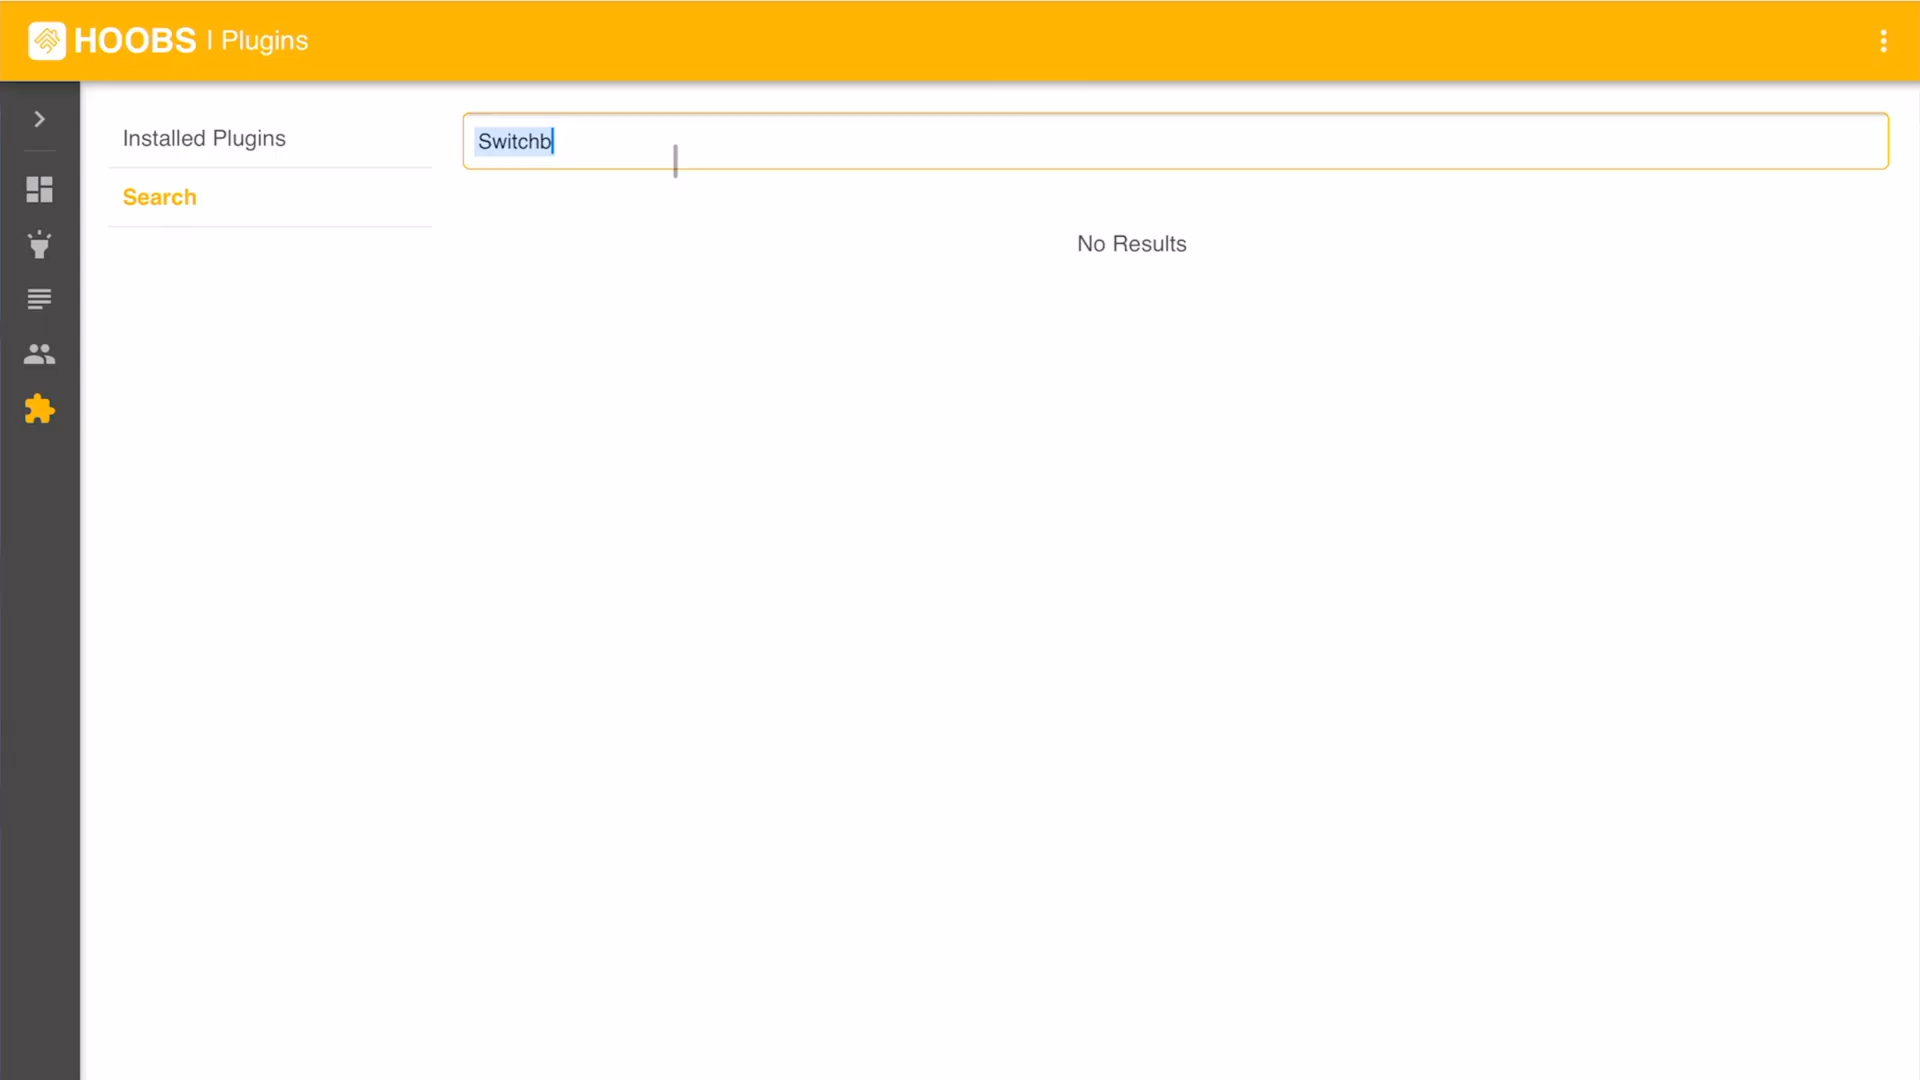 HOOBS | Plugins
Installed Plugins
Search
Switchb
No Results